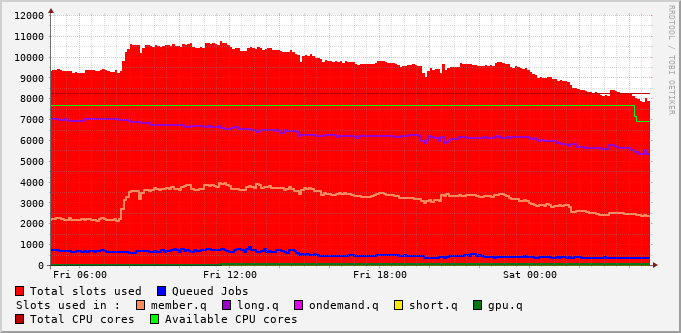 12000
11000
10000
9000
8000
7000
6000
5000
4000
3000
2000
1000
0
Fri 06:00 Fri 12:00 Fri 18:00 Sat 00:00
RRDTOOL / TOBI OETIKER
Total slots used Queued Jobs
Slots used in : member.q long.q ondemand.q short.q gpu.q
Total CPU cores Available CPU cores